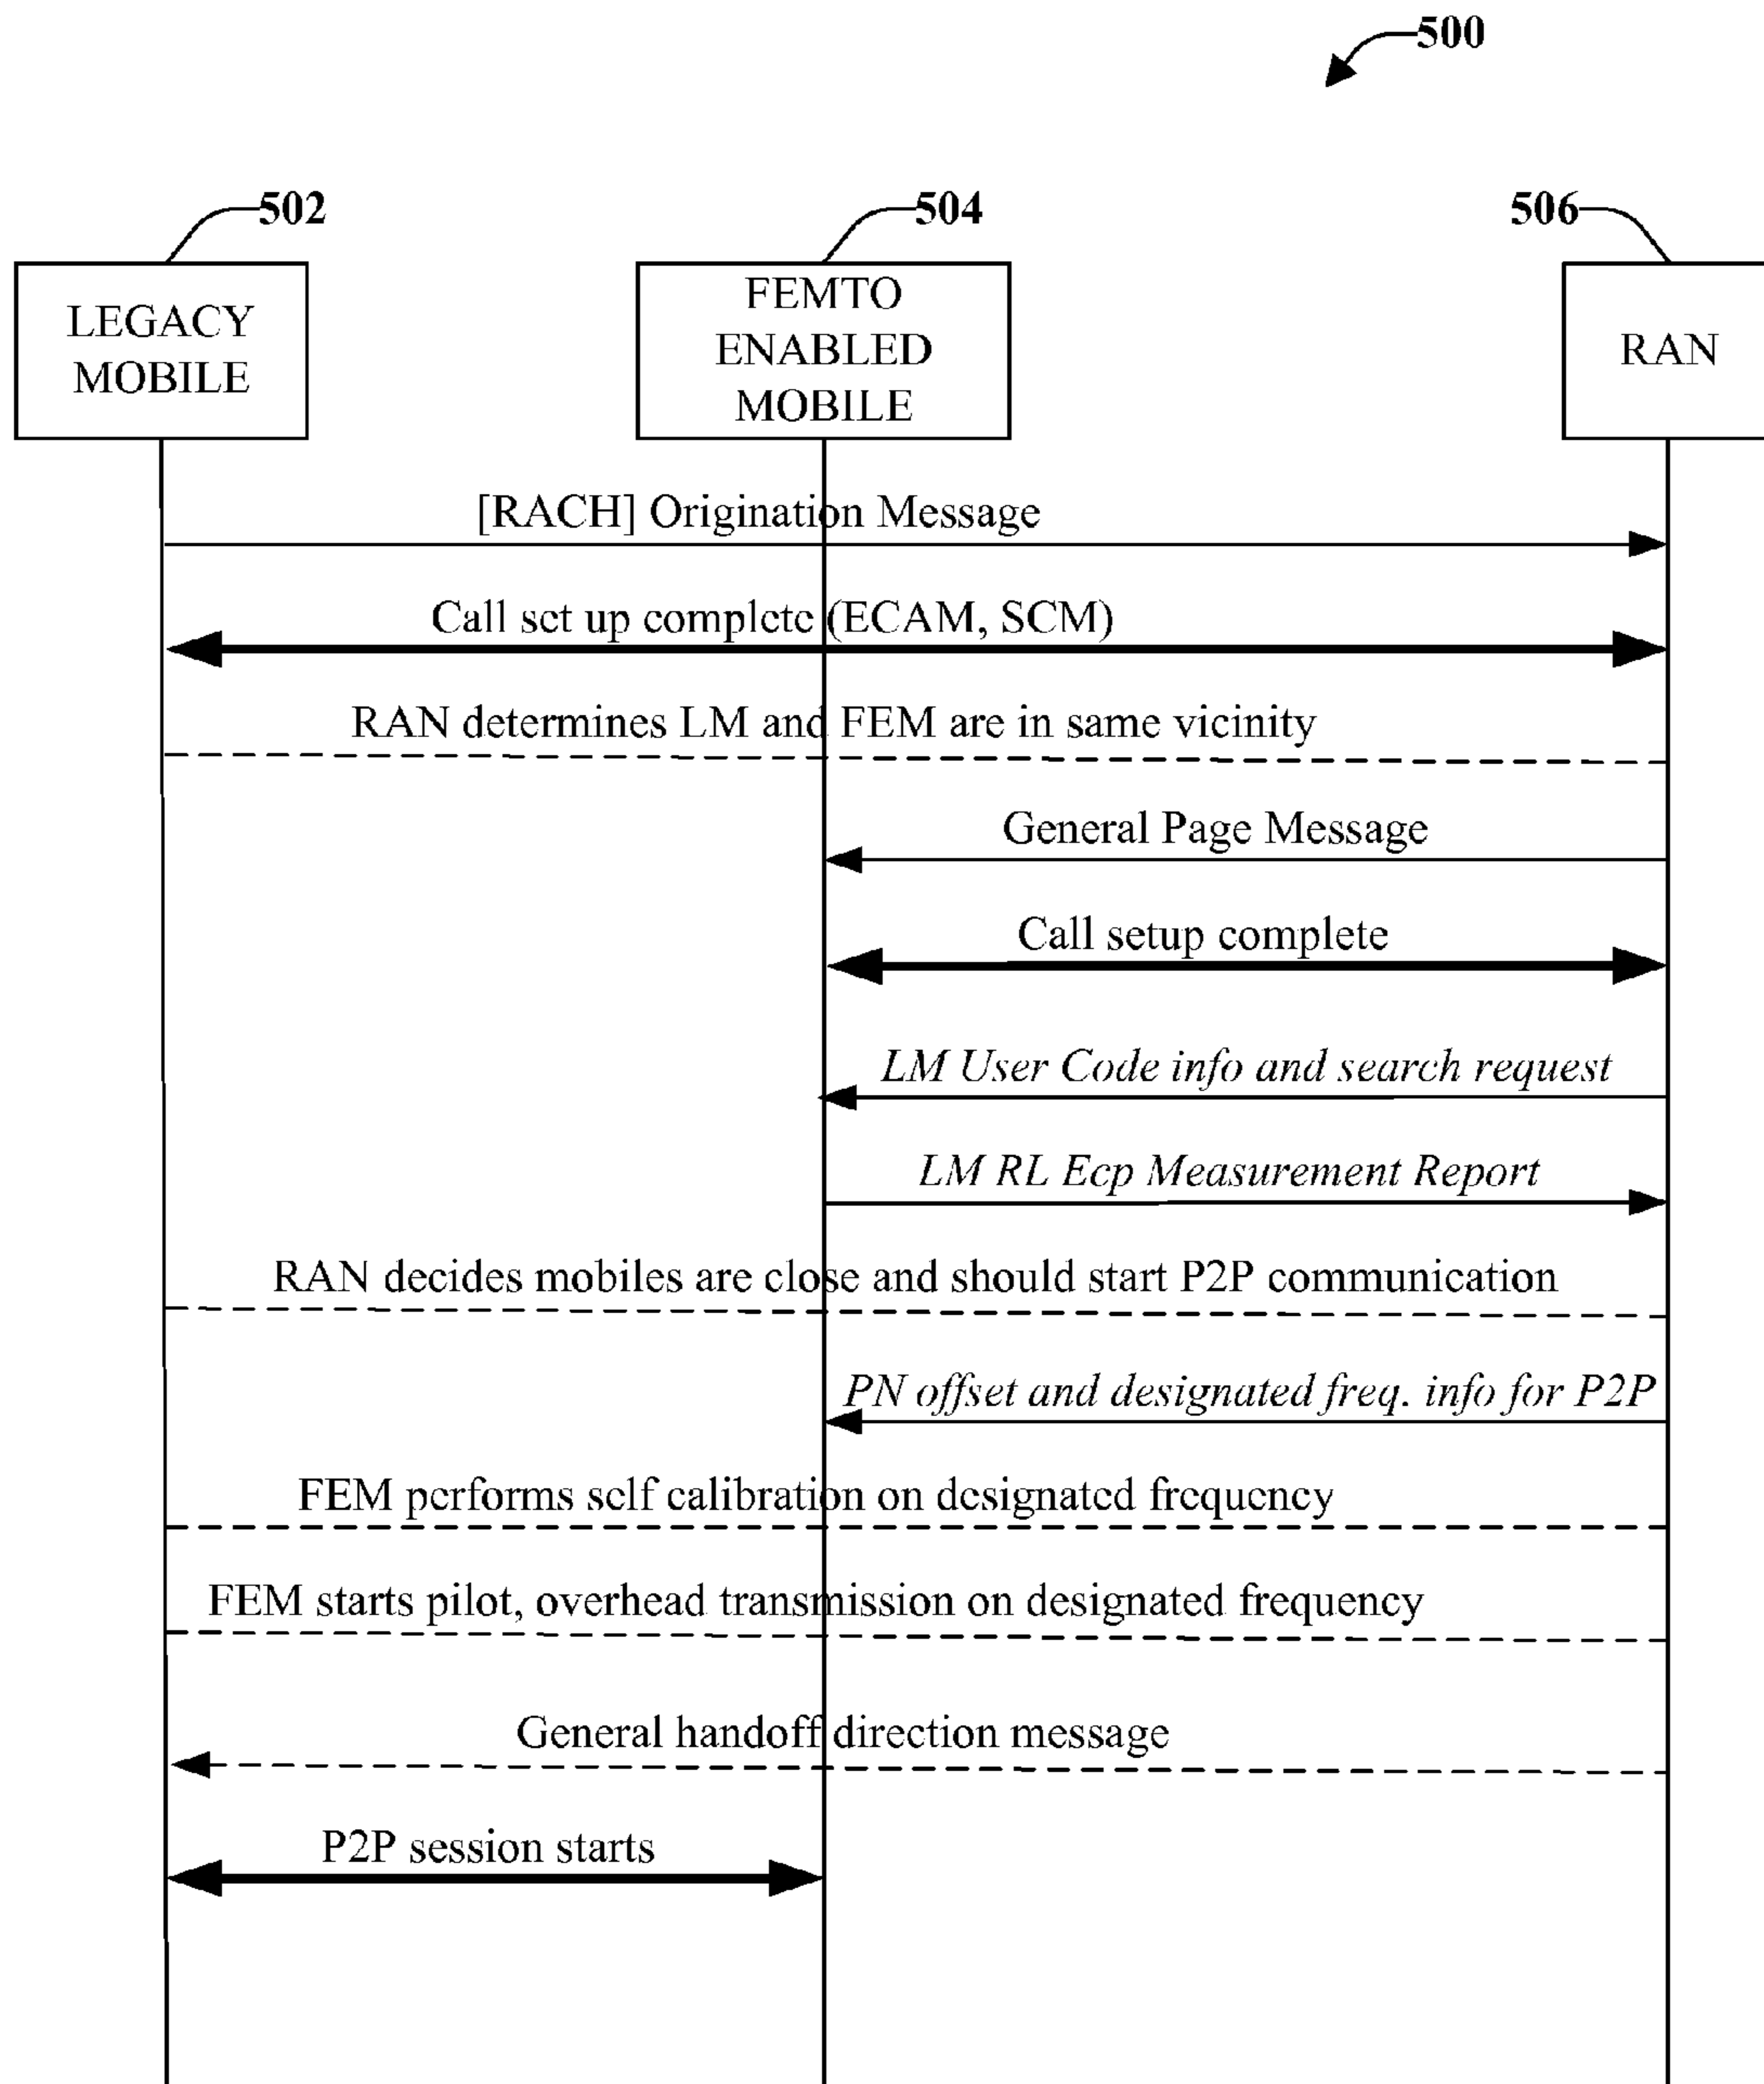 500
502
504
506
LEGACY
MOBILE
FEMTO
ENABLED
MOBILE
RAN
[RACH] Origination Message
Call set up complete (ECAM, SCM)
RAN determines LM and FEM are in same vicinity
General Page Message
Call setup complete
LM User Code info and search request
LM RL Ecp Measurement Report
RAN decides mobiles are close and should start P2P communication
PN offset and designated freq. info for P2P
FEM performs self calibration on designated frequency
FEM starts pilot, overhead transmission on designated frequency
General handoff direction message
P2P session starts